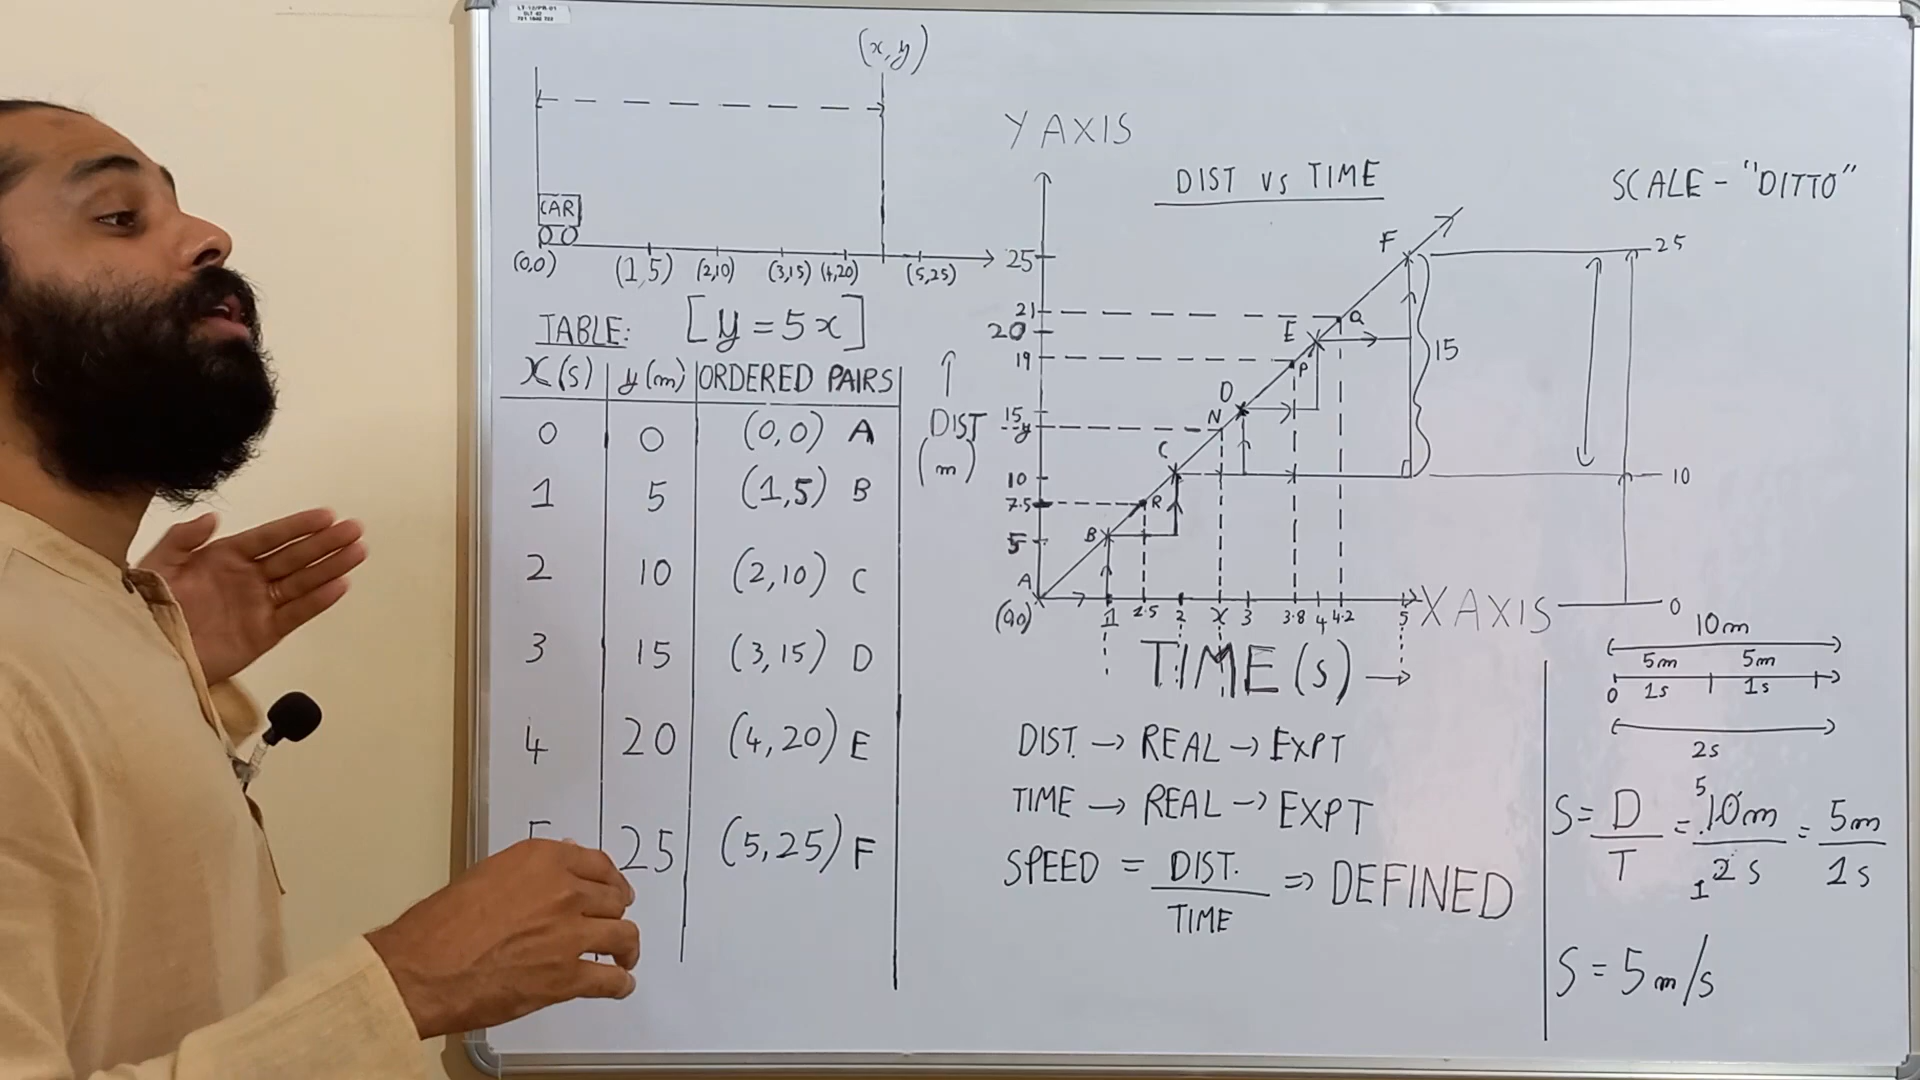 (x,y)
CAR
(0,0) (1,5) (2,10) (3,15) (4,20) (5,25)
TABLE: [y = 5x]
X(s) y(m) ORDERED PAIRS
0 0 (0,0) A
1 5 (1,5) B
2 10 (2,10) C
3 15 (3,15) D
4 20 (4,20) E
25 (5,25) F
Y AXIS
DIST VS TIME
SCALE - "DITTO"
F
25 25
21 Q
20 E
19 P
15
D
15 N
y
C
10 10
7.5 R
5 B
A
(0,0) 1 1.5 2 x 3 3.8 4 4.2 5 X AXIS 0
DIST
(m)
TIME (s)
DIST. → REAL → EXPT
TIME → REAL → EXPT
SPEED = DIST. ⇒ DEFINED
TIME
10m
5m 5m
0 1s 1s
2s
S = D = 5 10m = 5m
T 1 2s 1s
S = 5m/s